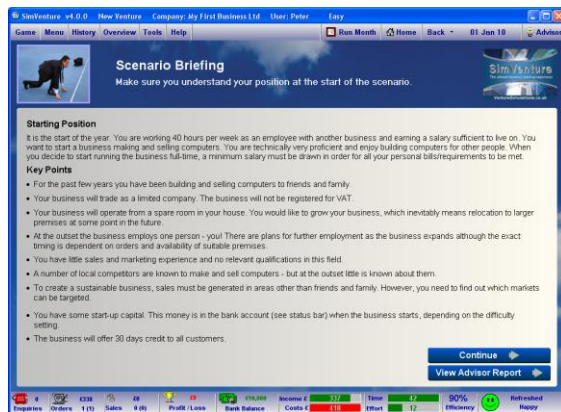 SimVenture v4.0.0 New Venture Company: My First Business Ltd User: Peter Easy
Game Menu History Overview Tools Help Run Month Home Back 01 Jan 10 Advisor
Scenario Briefing
Make sure you understand your position at the start of the scenario.
SimVenture
Starting Position
It is the start of the year. You are working 40 hours per week as an employee with another business and earning a salary sufficient to live on. You
want to start a business making and selling computers. You are technically very proficient and enjoy building computers for other people. When
you decide to start running the business full-time, a minimum salary must be drawn in order for all your personal bills/requirements to be met.
Key Points
• For the past few years you have been building and selling computers to friends and family.
• Your business will trade as a limited company. The business will not be registered for VAT.
• Your business will operate from a spare room in your house. You would like to grow your business, which inevitably means relocation to larger
premises at some point in the future.
• At the outset the business employs one person - you! There are plans for further employment as the business expands although the exact
timing is dependent on orders and availability of suitable premises.
• You have little sales and marketing experience and no relevant qualifications in this field.
• A number of local competitors are known to make and sell computers - but at the outset little is known about them.
• To create a sustainable business, sales must be generated in areas other than friends and family. However, you need to find out which markets
can be targeted.
• You have some start-up capital. This money is in the bank account (see status bar) when the business starts, depending on the difficulty
setting.
• The business will offer 30 days credit to all customers.
Continue
View Advisor Report
0 £338 £0 £0 £10,000 Income £ 337 Time 42 90% Refreshed
Enquiries Orders 1 (1) Sales 0 (0) Profit / Loss Bank Balance Costs £ £18 Effort 12 Efficiency Happy